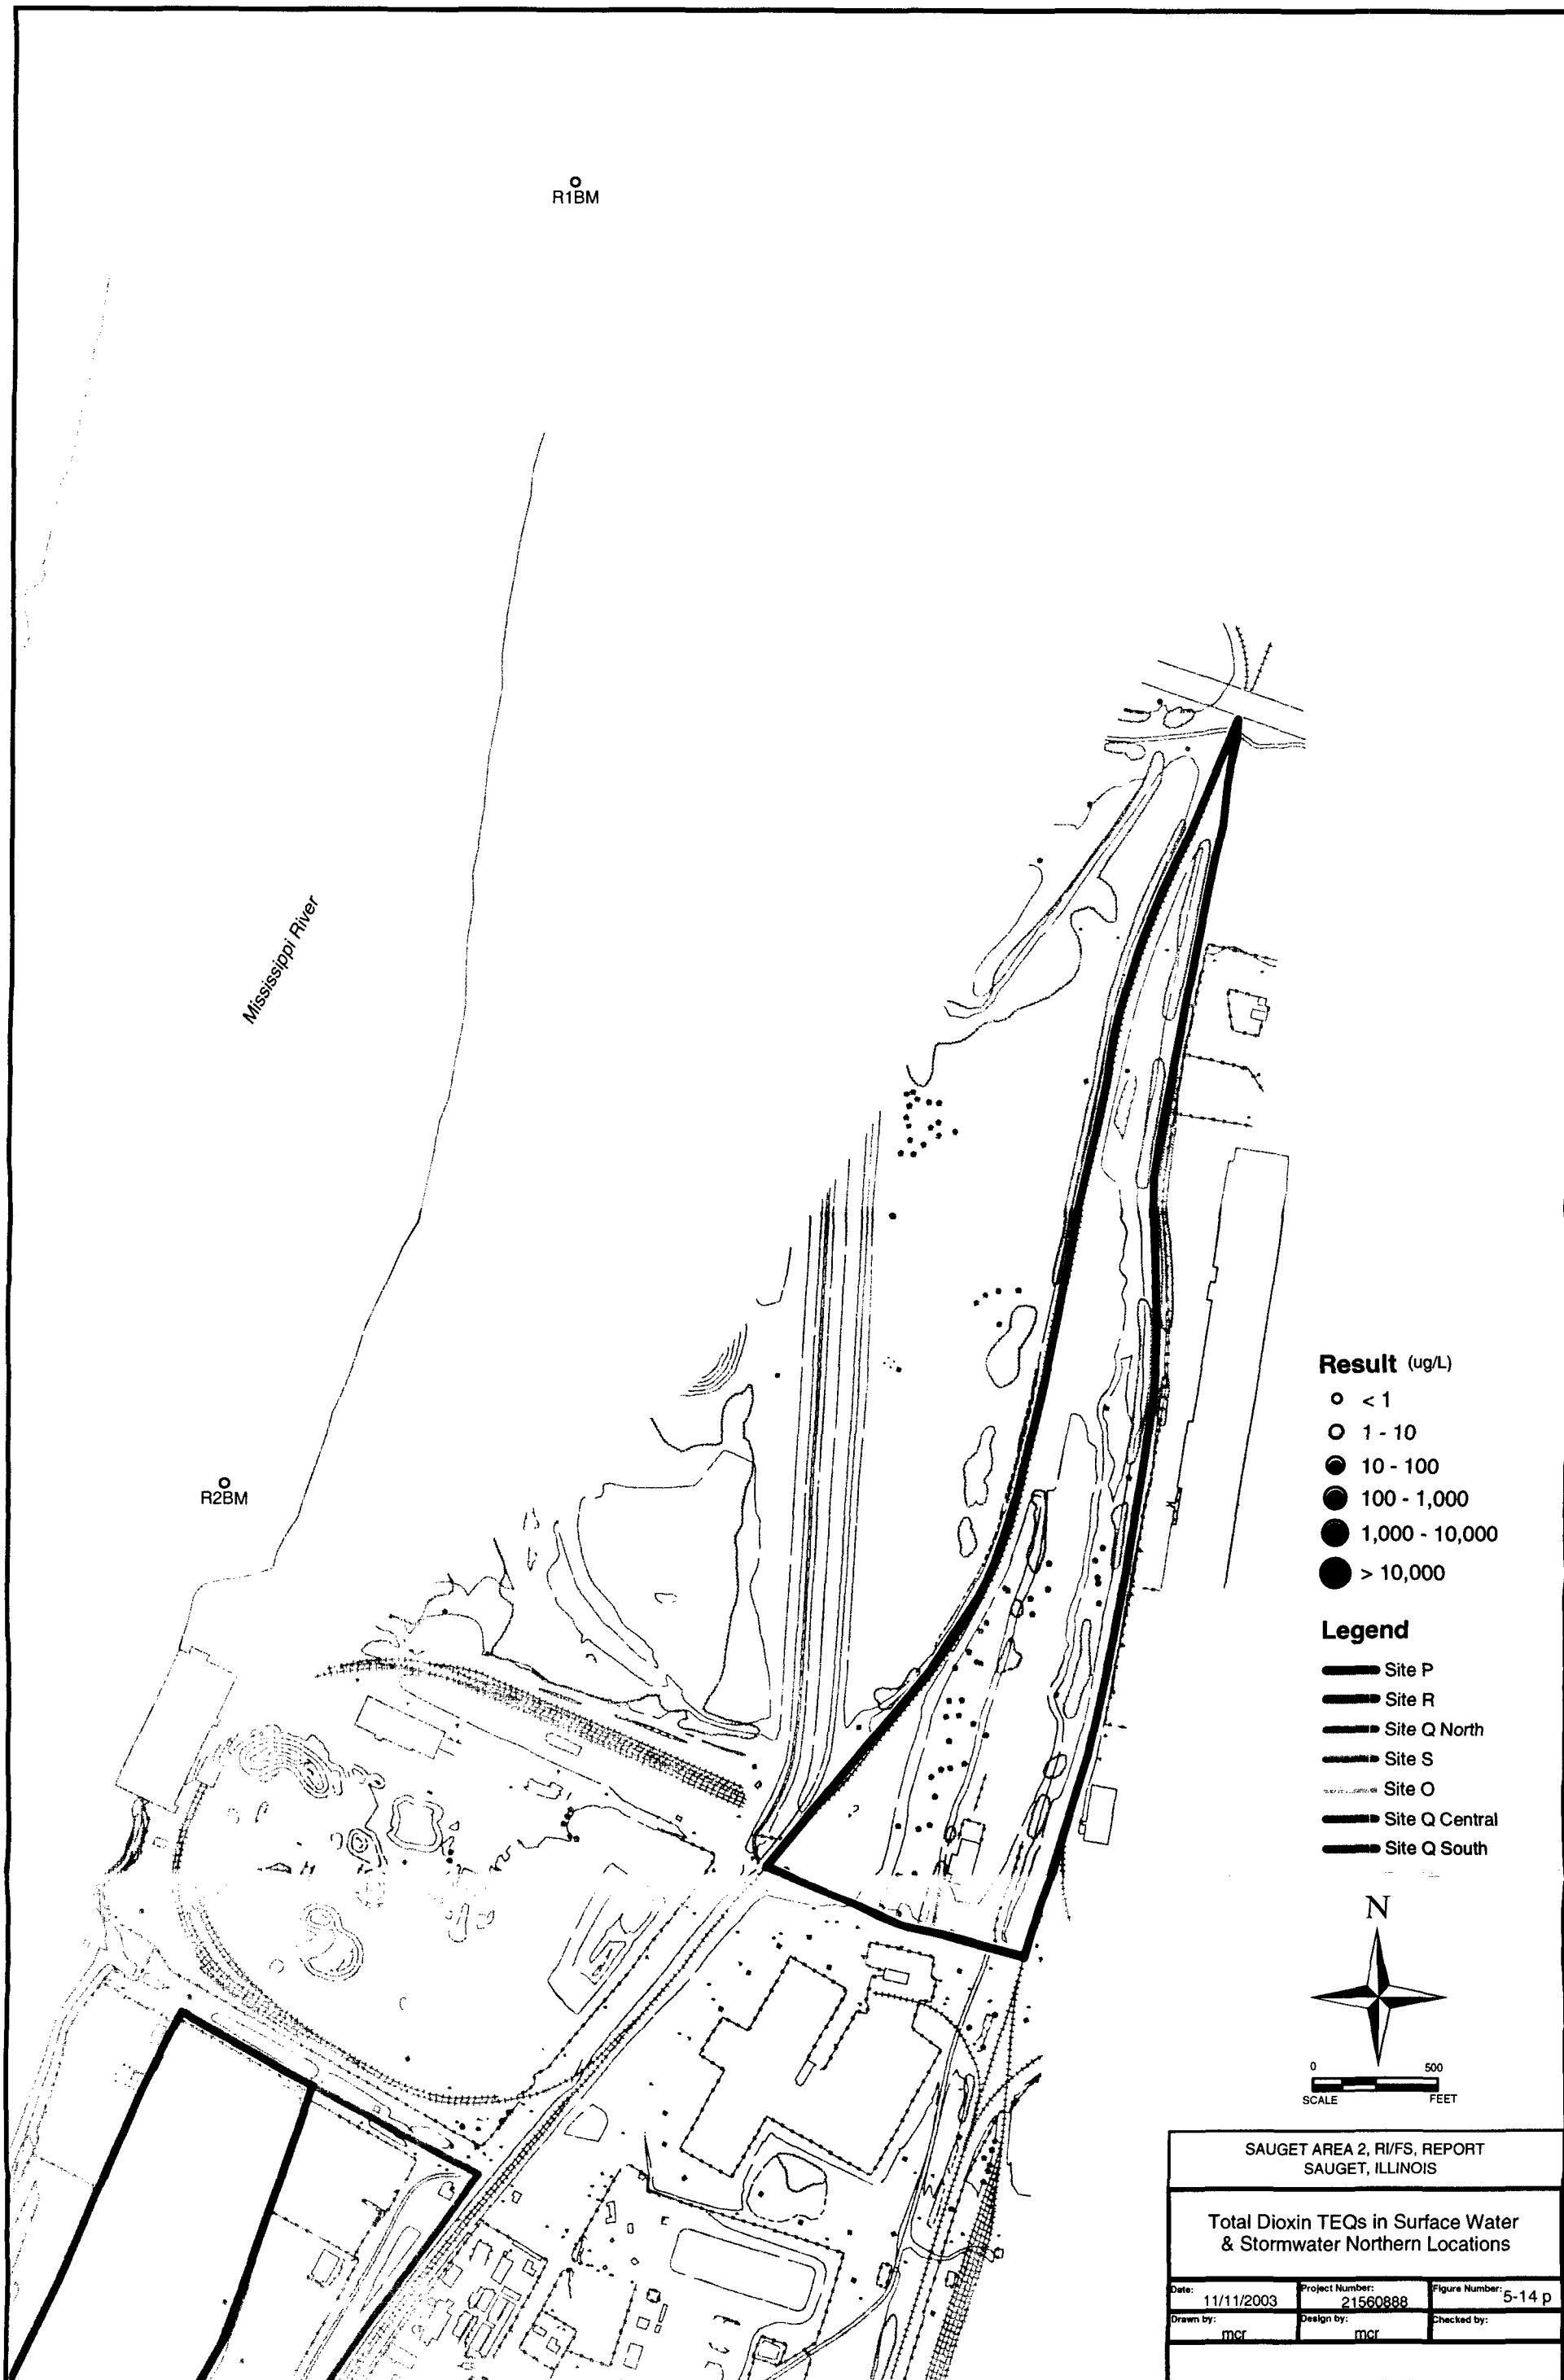 R1BM
Mississippi River
R2BM
Result (ug/L)
< 1
1 - 10
10 - 100
100 - 1,000
1,000 - 10,000
> 10,000
Legend
Site P
Site R
Site Q North
Site S
Site O
Site Q Central
Site Q South
N
0 500
SCALE FEET
SAUGET AREA 2, RI/FS, REPORT
SAUGET, ILLINOIS
Total Dioxin TEQs in Surface Water
& Stormwater Northern Locations
Date: 11/11/2003
Project Number: 21560888
Figure Number: 5-14 p
Drawn by: mcr
Design by: mcr
Checked by: